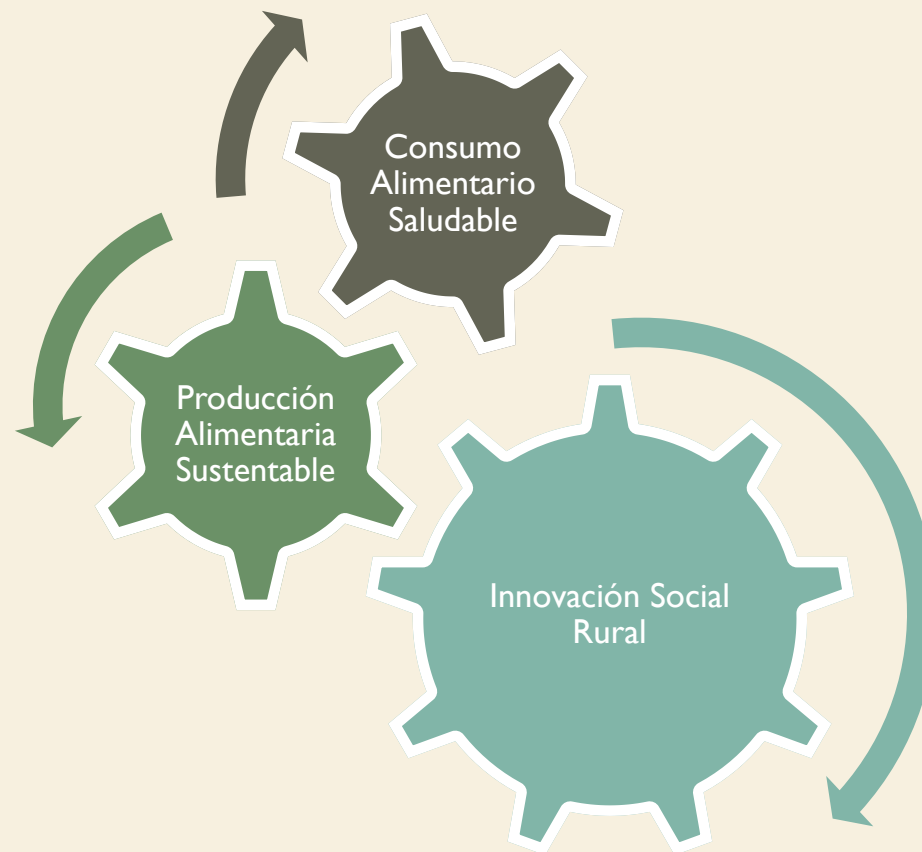 Consumo
Alimentario
Saludable
Producción
Alimentaria
Sustentable
Innovación Social
Rural